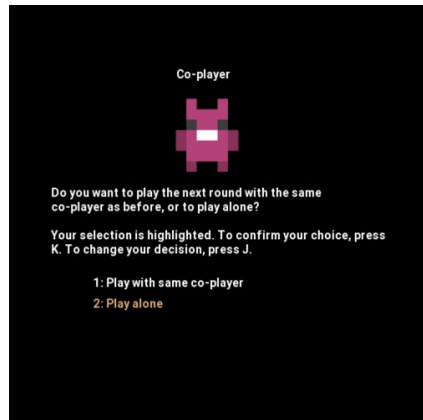 Co-player
Do you want to play the next round with the same
co-player as before, or to play alone?
Your selection is highlighted. To confirm your choice, press
K. To change your decision, press J.
1: Play with same co-player
2: Play alone